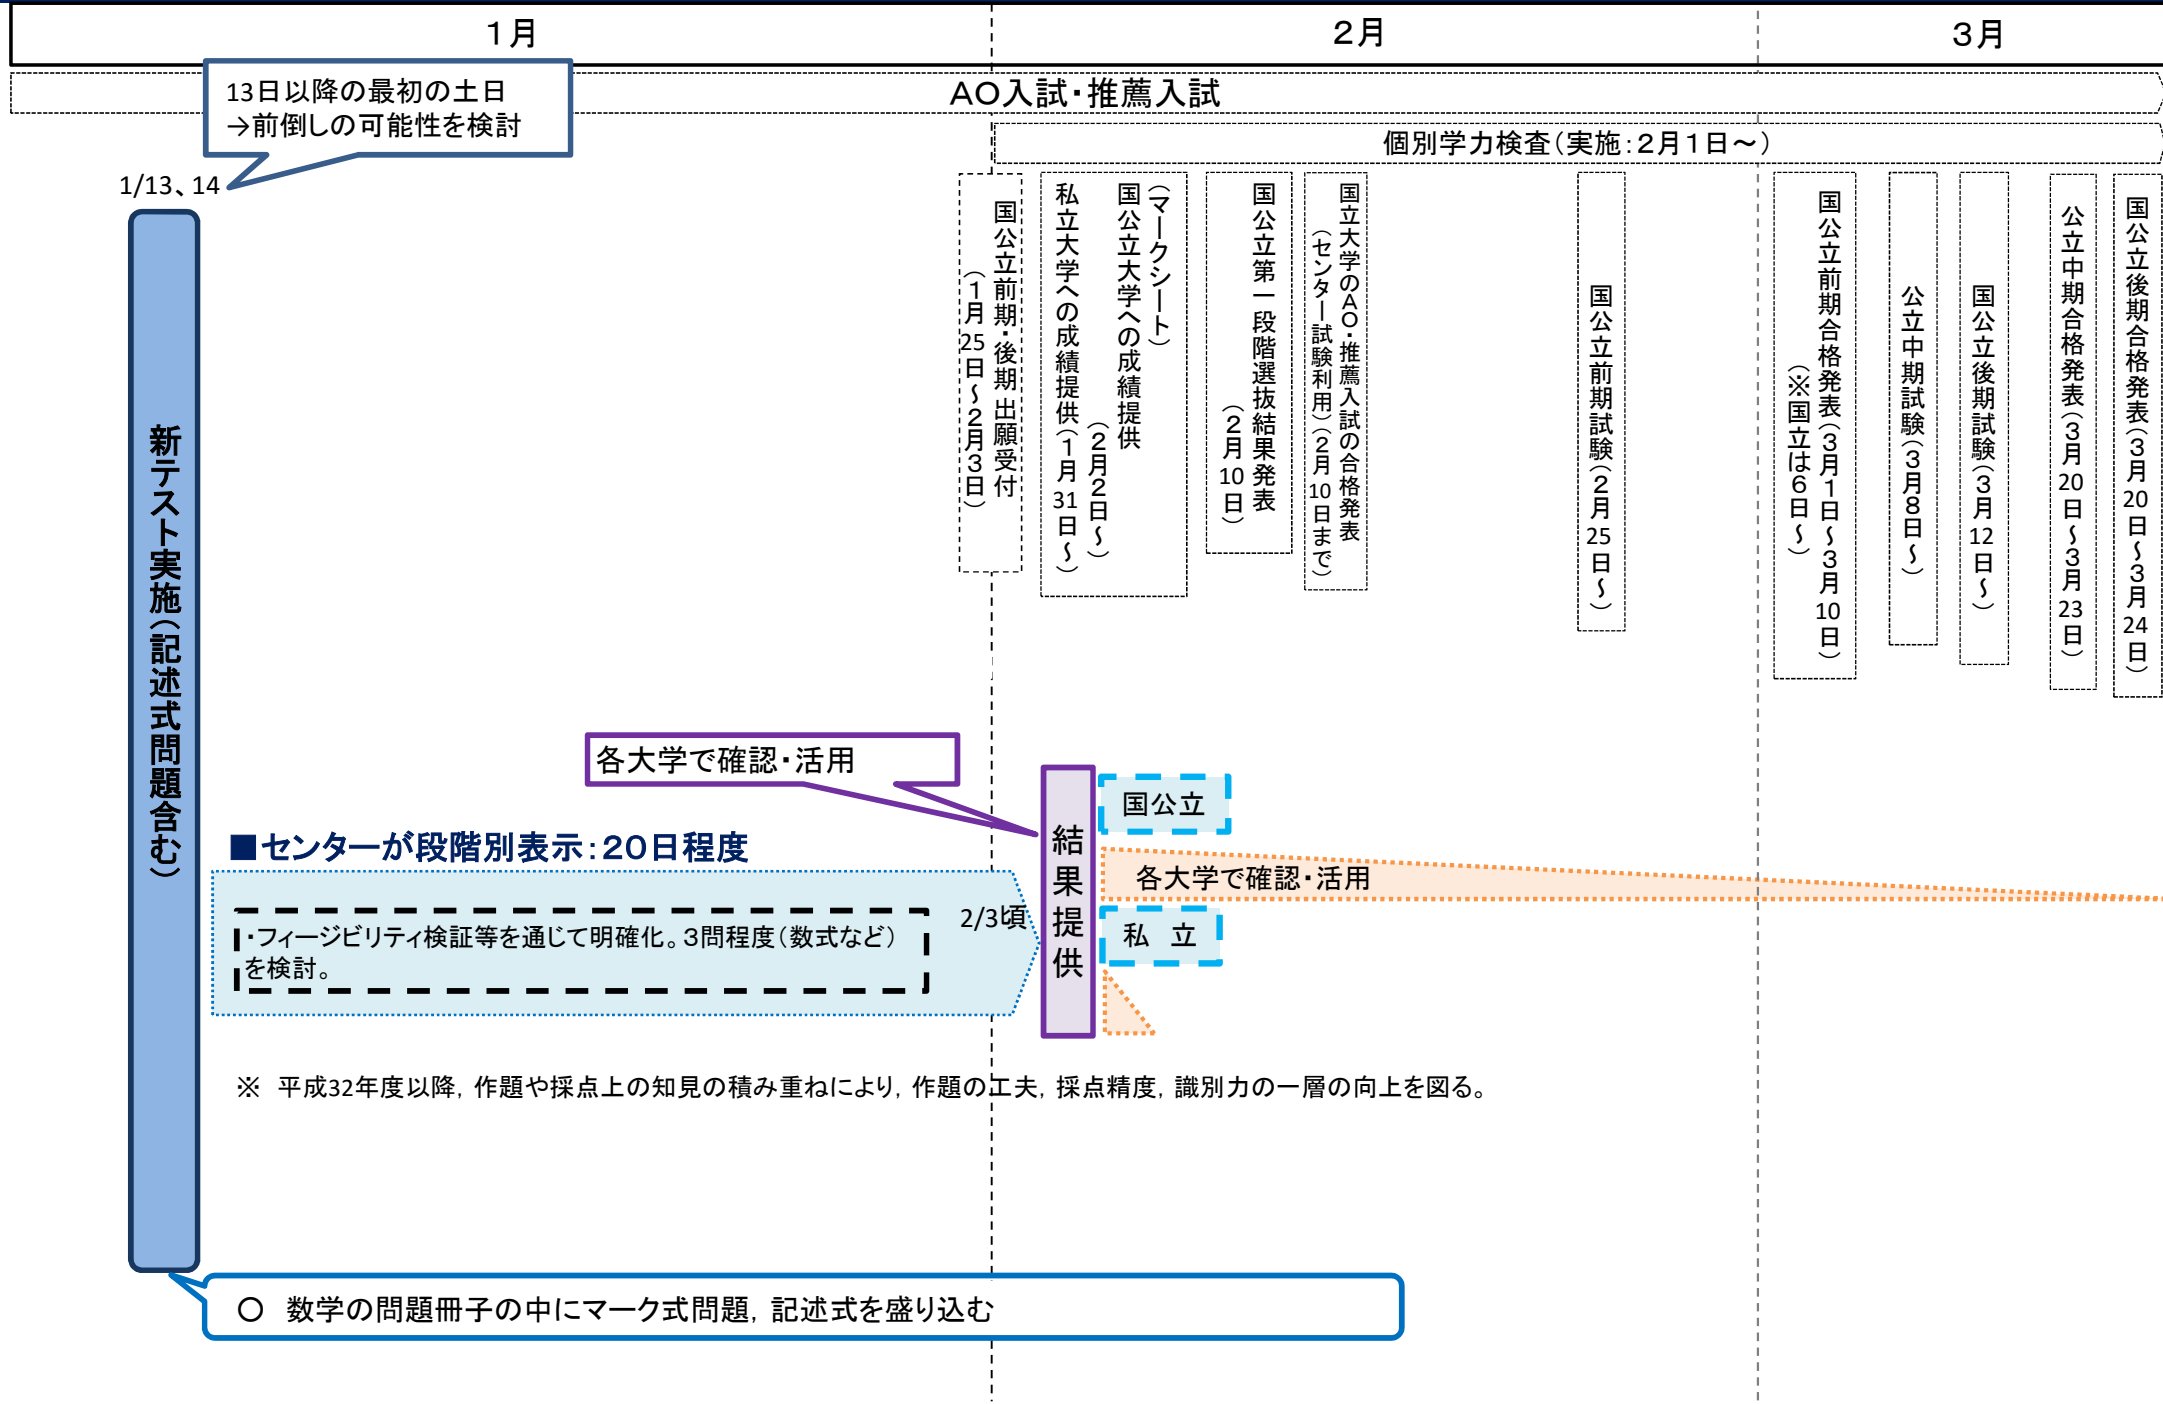 1月
2月
3月
AO入試・推薦入試
13日以降の最初の土日
→前倒しの可能性を検討
個別学力検査(実施:2月1日～)
1/13、14
新テスト実施(記述式問題含む)
国公立前期・後期 出願受付
(1月25日～2月3日)
(マークシート)
国公立大学への成績提供
(2月2日～)
私立大学への成績提供(1月31日～)
国公立第一段階選抜結果発表
(2月10日)
国立大学のAO・推薦入試の合格発表
(センター試験利用)(2月10日まで)
国公立前期試験(2月25日～)
国公立前期合格発表(3月1日～3月10日)
(※国立は6日～)
公立中期試験(3月8日～)
国公立後期試験(3月12日～)
公立中期合格発表(3月20日～3月23日)
国公立後期合格発表(3月20日～3月24日)
各大学で確認・活用
■センターが段階別表示:20日程度
・フィージビリティ検証等を通じて明確化。3問程度(数式など)
を検討。
2/3頃
結果提供
国公立
各大学で確認・活用
私 立
※ 平成32年度以降, 作題や採点上の知見の積み重ねにより, 作題の工夫, 採点精度, 識別力の一層の向上を図る。
○ 数学の問題冊子の中にマーク式問題, 記述式を盛り込む